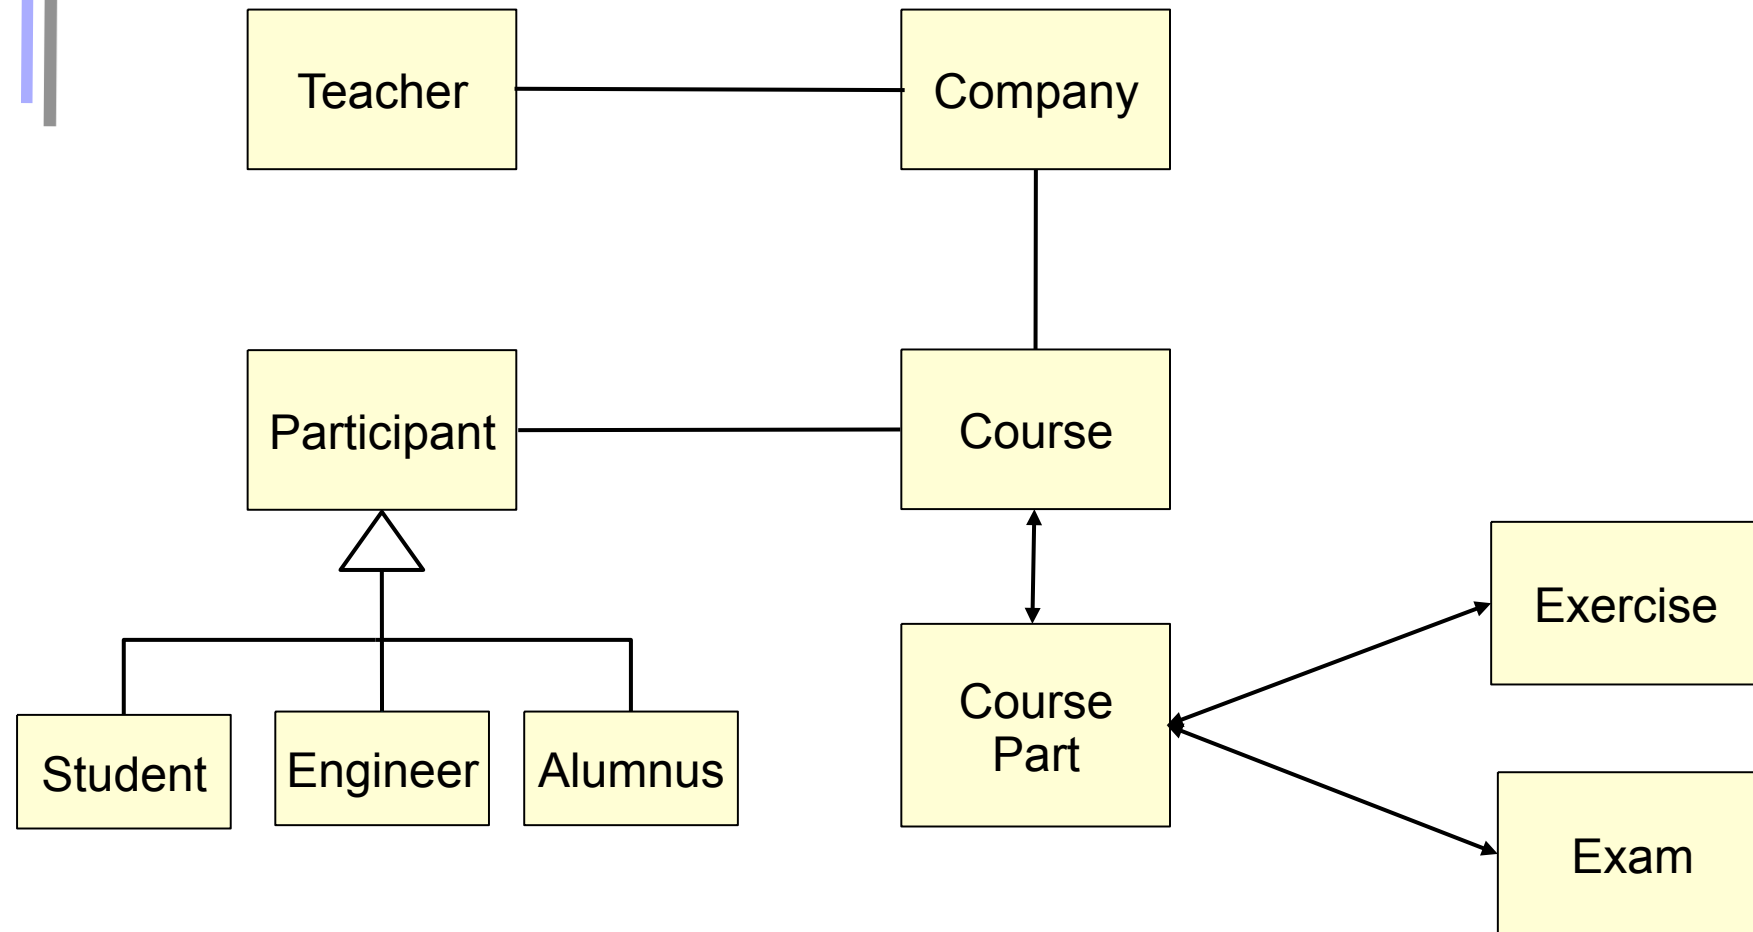 Teacher
Company
Participant
Course
Exercise
Course
Part
Student
Engineer
Alumnus
Exam